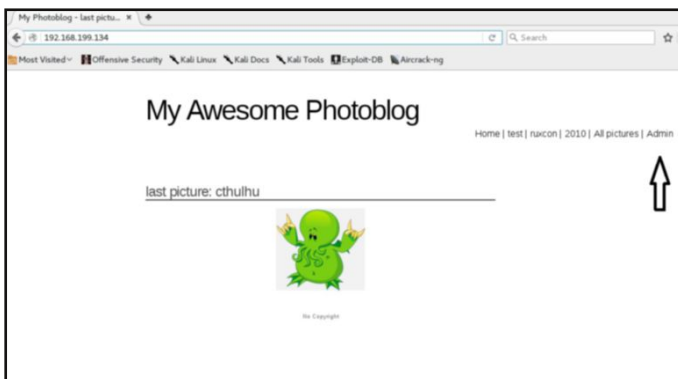 My Photoblog - last pictu...
192.168.199.134
Search
Most Visited Offensive Security Kali Linux Kali Docs Kali Tools Exploit-DB Aircrack-ng
My Awesome Photoblog
Home | test | ruxcon | 2010 | All pictures | Admin
last picture: cthulhu
No Copyright